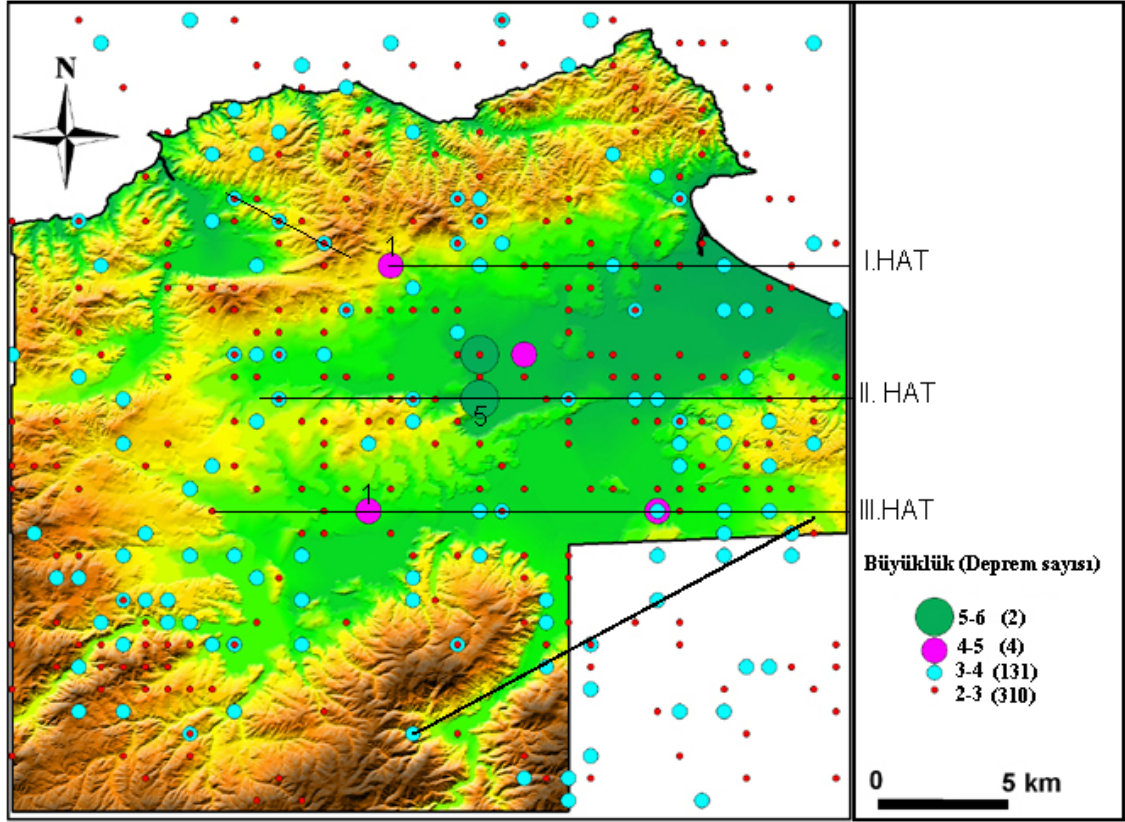 N
1
I.HAT
II. HAT
5
1
III.HAT
Büyüklük (Deprem sayısı)
5-6 (2)
4-5 (4)
3-4 (131)
2-3 (310)
0 5 km